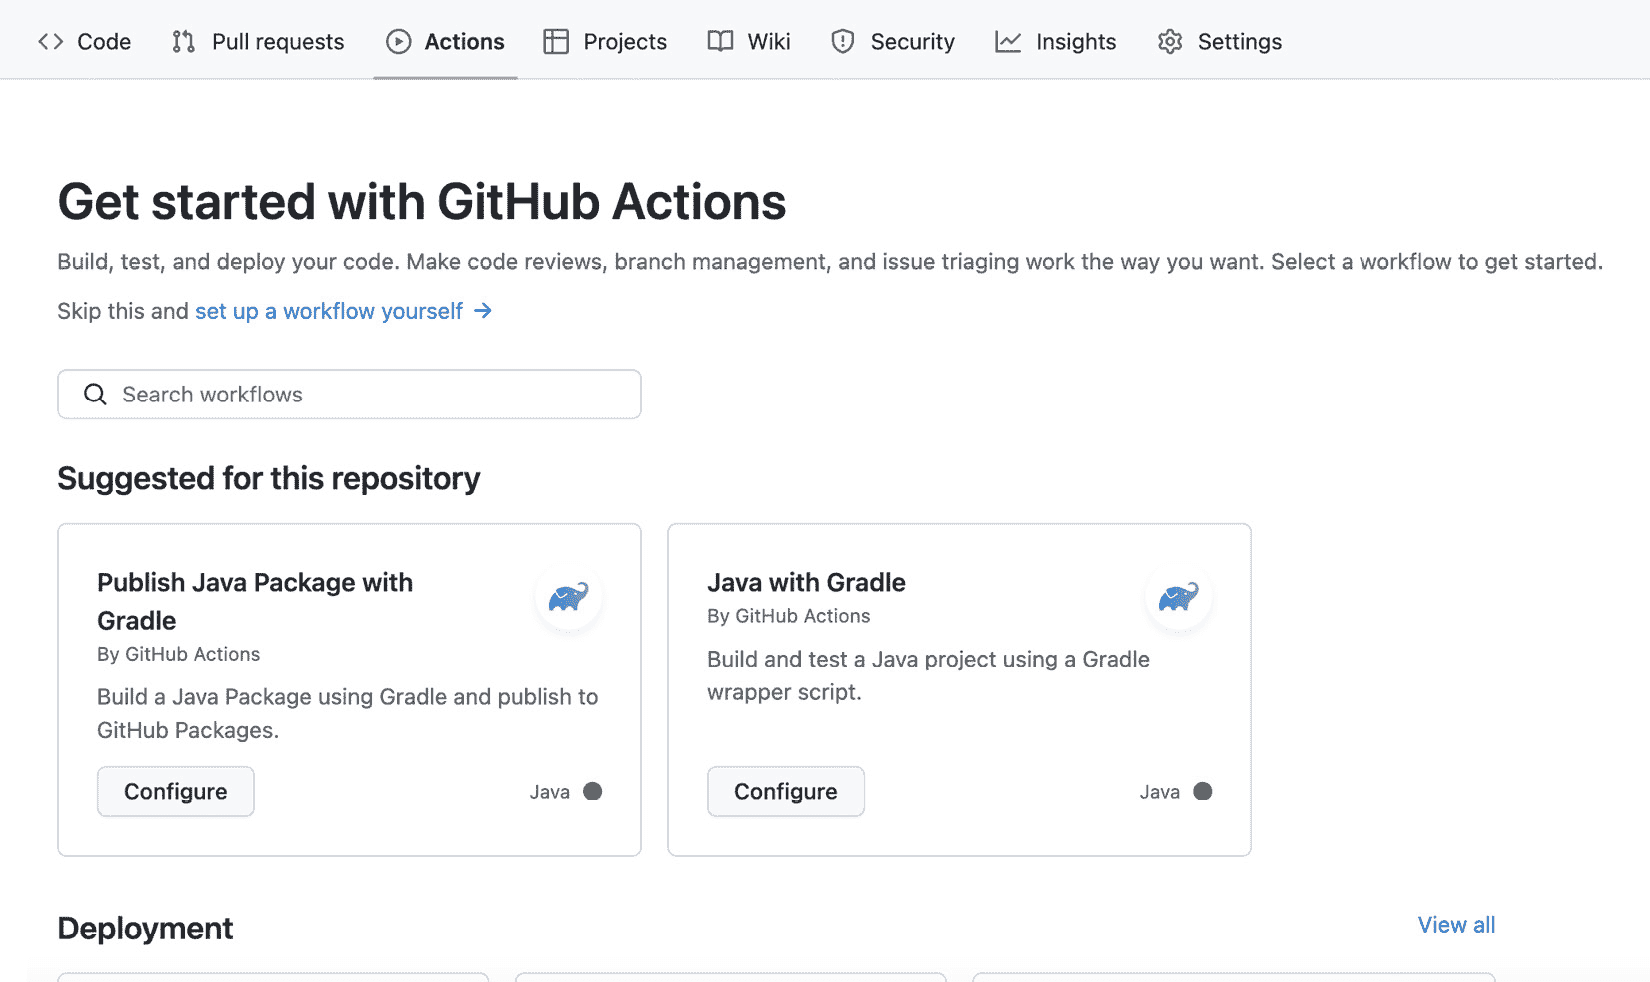 Code Pull requests Actions Projects Wiki Security Insights Settings
Get started with GitHub Actions
Build, test, and deploy your code. Make code reviews, branch management, and issue triaging work the way you want. Select a workflow to get started.
Skip this and set up a workflow yourself →
Search workflows
Suggested for this repository
Publish Java Package with
Gradle
By GitHub Actions
Build a Java Package using Gradle and publish to
GitHub Packages.
Configure Java
Java with Gradle
By GitHub Actions
Build and test a Java project using a Gradle
wrapper script.
Configure Java
Deployment View all